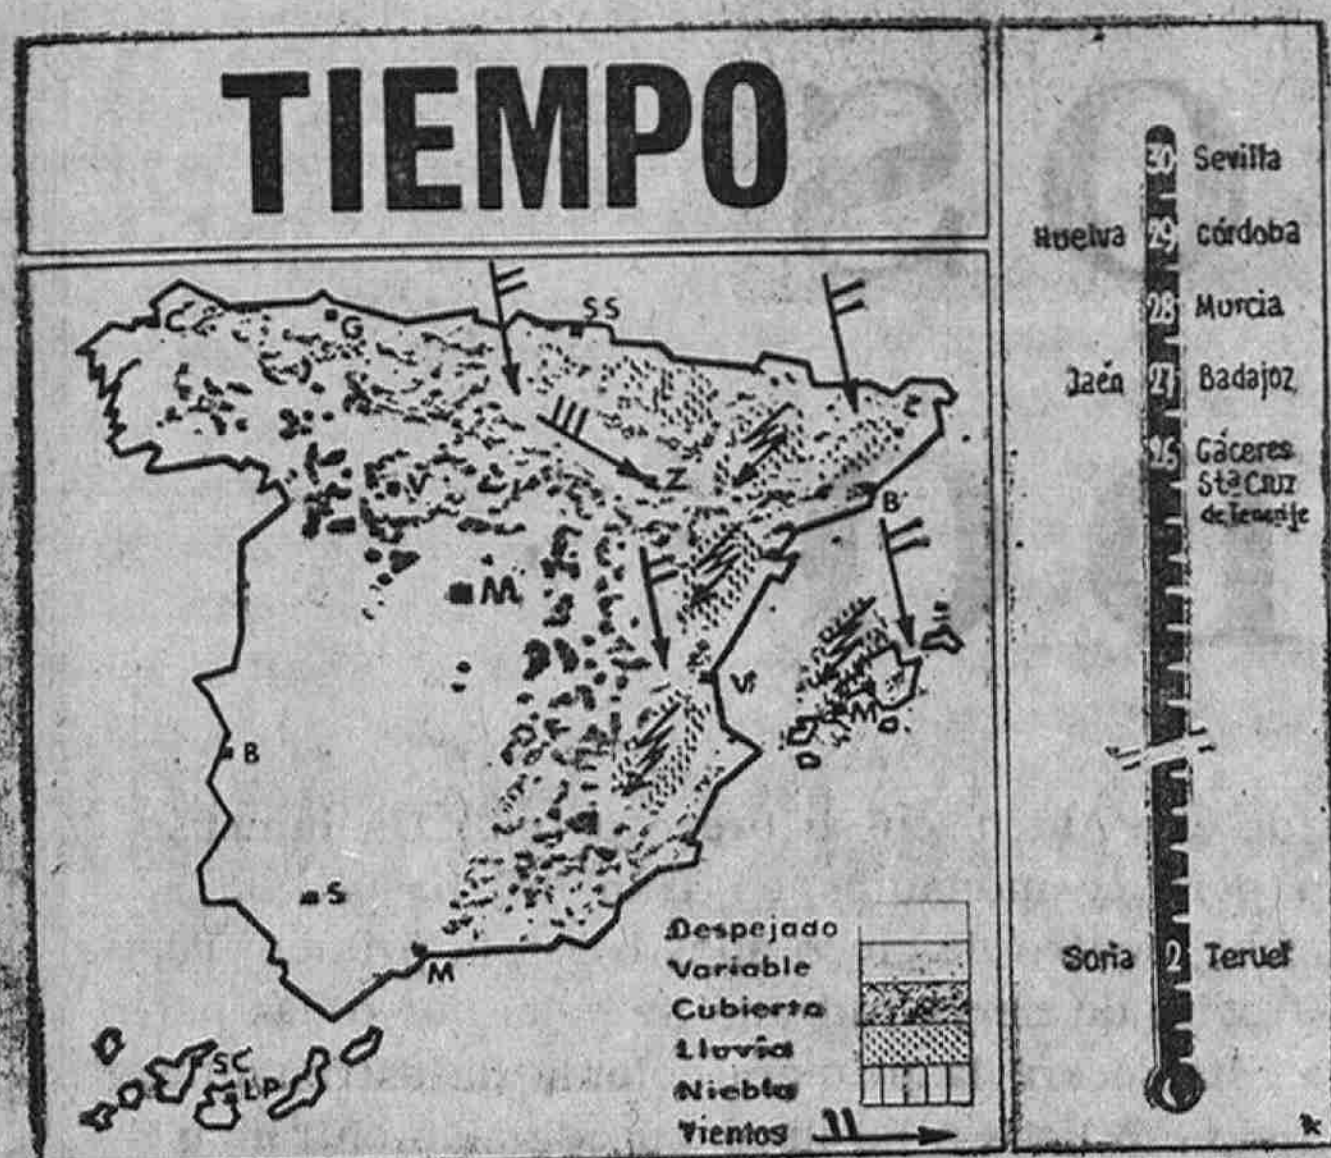 TIEMPO
G
SS
V
Z
B
M
V
M
B
S
M
SC
LP
Despejado
Variable
Cubierto
Lluvia
Niebla
Vientos
30 Sevilla
Huelva 29 Córdoba
28 Murcia
Jaén 27 Badajoz
26 Cáceres
Stª Cruz
de Tenerife
Soria 2 Teruel